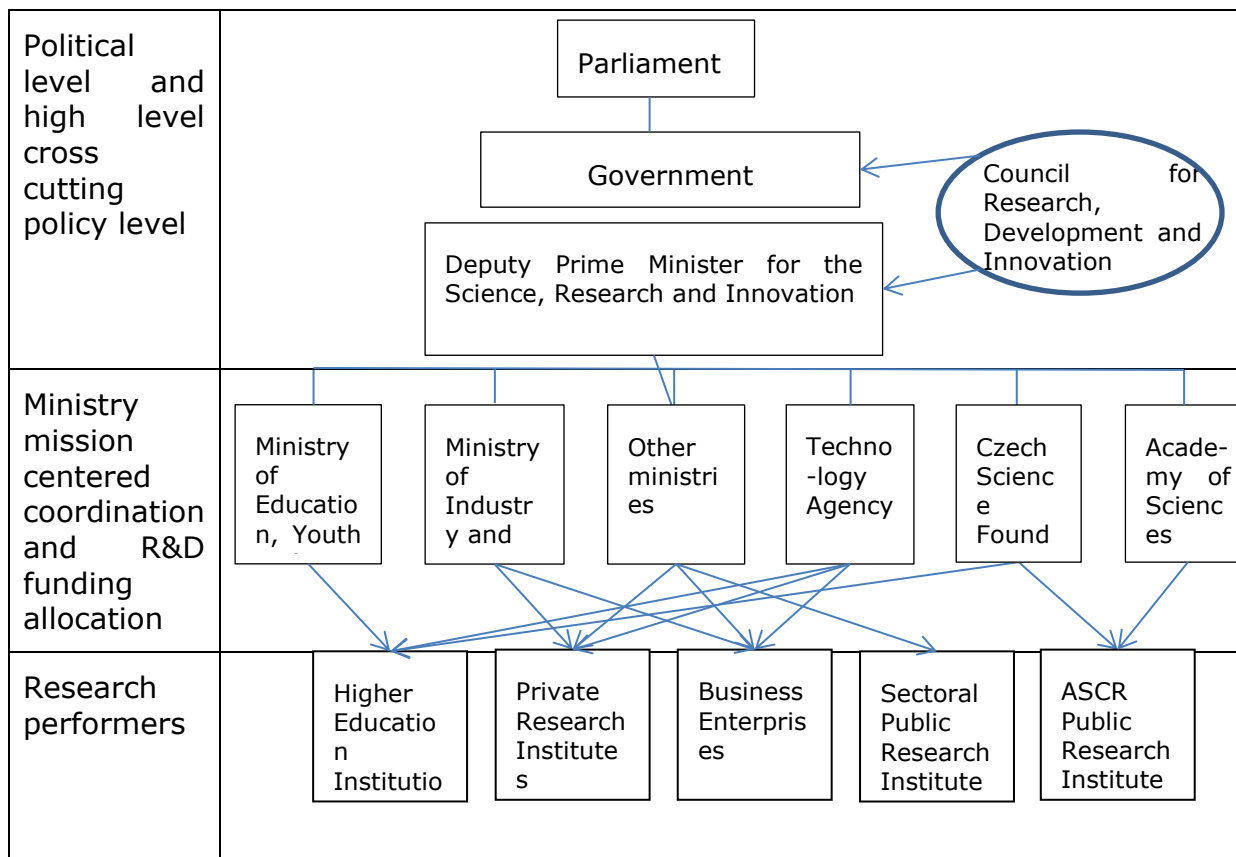 Political
level and
high level
cross
cutting
policy level
Parliament
Government
Council for
Research,
Development and
Innovation
Deputy Prime Minister for the
Science, Research and Innovation
Ministry
mission
centered
coordination
and R&D
funding
allocation
Ministry
of
Educatio
n, Youth
Ministry
of
Industr
y and
Other
ministri
es
Techno
-logy
Agency
Czech
Scienc
e
Found
Acade-
my of
Scienc
es
Research
performers
Higher
Educatio
n
Institutio
Private
Research
Institute
s
Business
Enterpris
es
Sectoral
Public
Research
Institute
ASCR
Public
Research
Institute